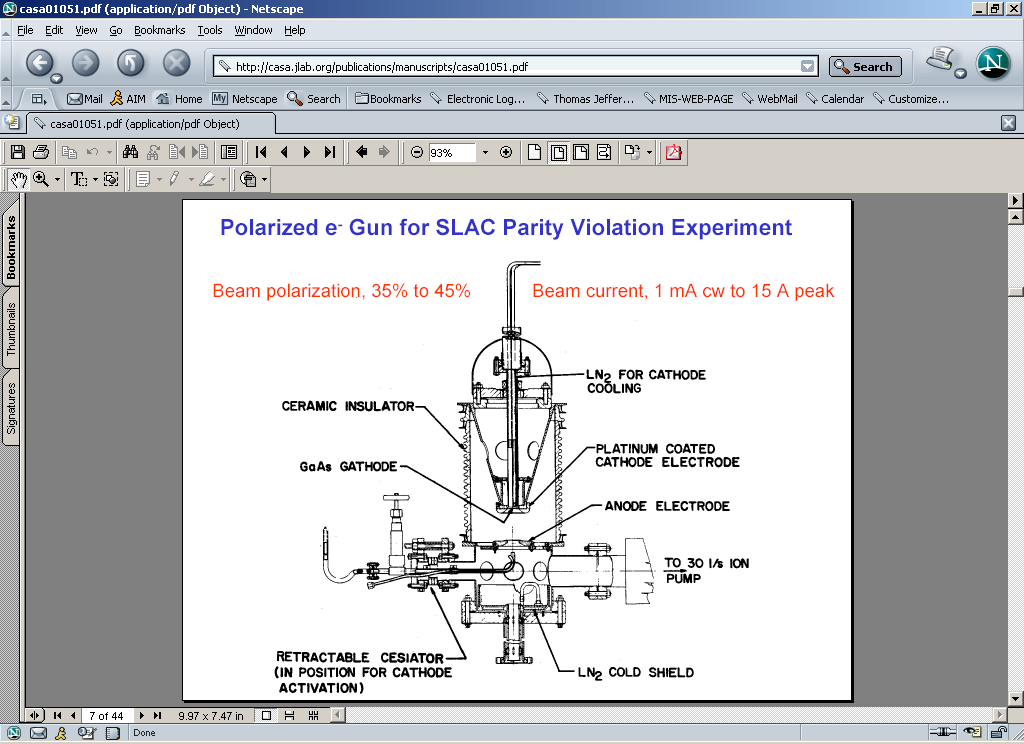 casa01051.pdf (application/pdf Object) - Netscape
File Edit View Go Bookmarks Tools Window Help
http://casa.jlab.org/publications/manuscripts/casa01051.pdf Search
Mail AIM Home Netscape Search Bookmarks Electronic Log... Thomas Jeffer... MIS-WEB-PAGE WebMail Calendar Customize...
casa01051.pdf (application/pdf Object)
93%
Bookmarks
Thumbnails
Signatures
Polarized e- Gun for SLAC Parity Violation Experiment
Beam polarization, 35% to 45% Beam current, 1 mA cw to 15 A peak
LN2 FOR CATHODE
COOLING
CERAMIC INSULATOR
PLATINUM COATED
CATHODE ELECTRODE
GaAs GATHODE
ANODE ELECTRODE
TO 30 l/s ION
PUMP
RETRACTABLE CESIATOR
(IN POSITION FOR CATHODE
ACTIVATION)
LN2 COLD SHIELD
7 of 44 9.97 x 7.47 in
Done